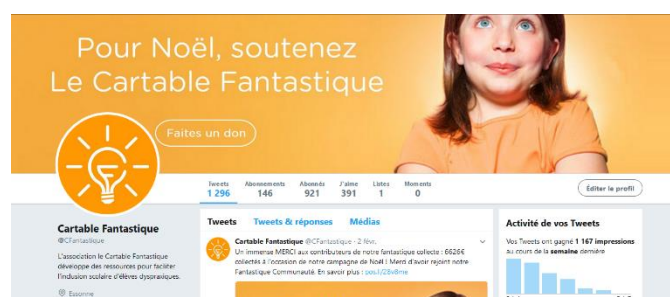 Pour Noël, soutenez
Le Cartable Fantastique
Faites un don
Tweets Abonnements Abonnés J'aime Listes Moments
1 296 146 921 391 1 0
Éditer le profil
Cartable Fantastique
@CFantastique
L'association le Cartable Fantastique
développe des ressources pour faciliter
l'inclusion scolaire d'élèves dyspraxiques.
Essonne
Tweets Tweets & réponses Médias
Cartable Fantastique @CFantastique · 2 févr.
Un immense MERCI aux contributeurs de notre fantastique collecte : 6626€
collectés à l'occasion de notre campagne de Noël ! Merci d'avoir rejoint notre
Fantastique Communauté. En savoir plus :
Activité de vos Tweets
Vos Tweets ont gagné 1 167 impressions
au cours de la semaine dernière